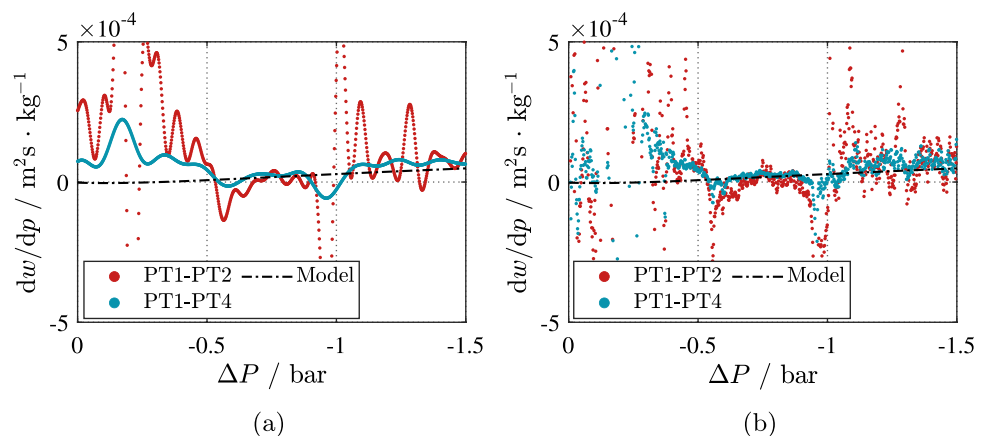 ×10⁻⁴ ×10⁻⁴
5 5
dw/dp / m²s · kg⁻¹ dw/dp / m²s · kg⁻¹
0 0
PT1-PT2 Model PT1-PT2 Model
PT1-PT4 PT1-PT4
-5 -5
0 -0.5 -1 -1.5 0 -0.5 -1 -1.5
ΔP / bar ΔP / bar
(a) (b)